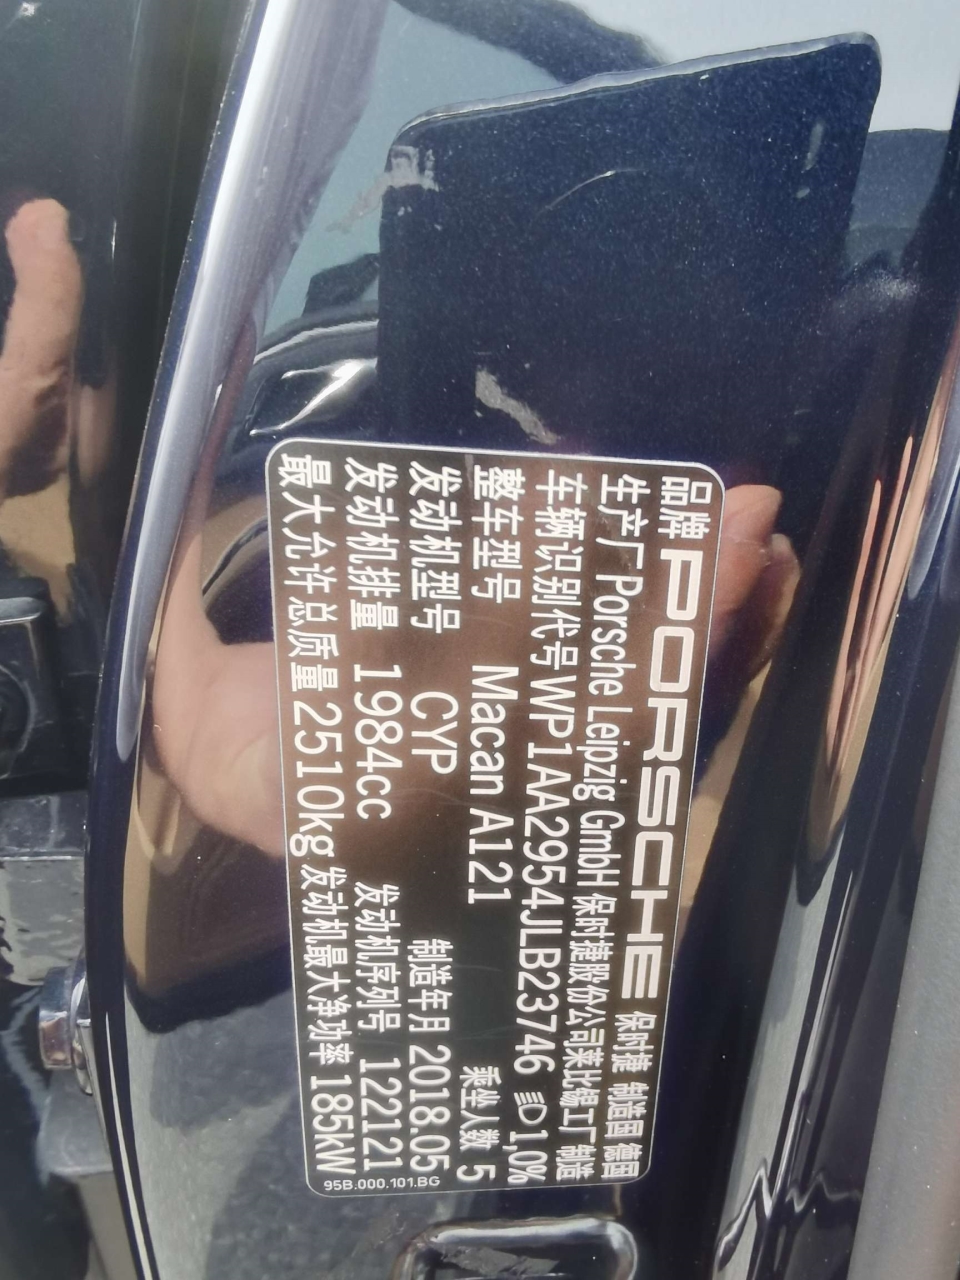 品牌 PORSCHE 保时捷 制造国 德国
生产厂 Porsche Leipzig GmbH 保时捷股份公司莱比锡工厂制造
车辆识别代号 WP1AA2954JLB23746 1,0%
整车型号 Macan A121 乘坐人数 5
发动机型号 CYP 制造年月 2018.05
发动机排量 1984cc 发动机序列号 122121
最大允许总质量 2510kg 发动机最大净功率 185kW
95B.000.101.BG